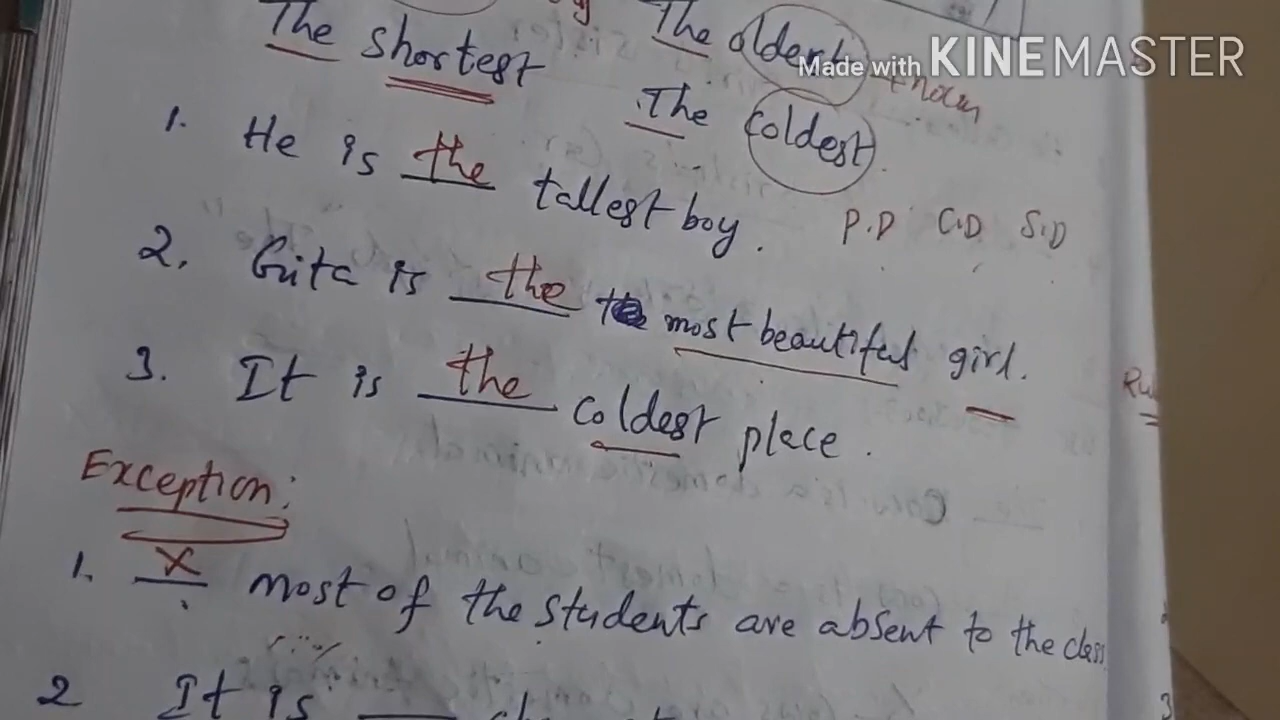 The shortest The oldest + noun
Made with KINEMASTER
The coldest.
1. He is the tallest boy.
P.D C.D S.D
2. Gita is the most beautiful girl.
3. It is the coldest place.
Exception:
1. X most of the students are absent to the class
2 It is